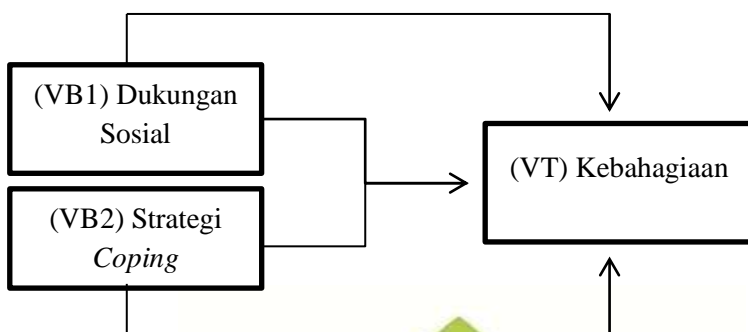 (VB1) Dukungan
Sosial
(VT) Kebahagiaan
(VB2) Strategi
Coping